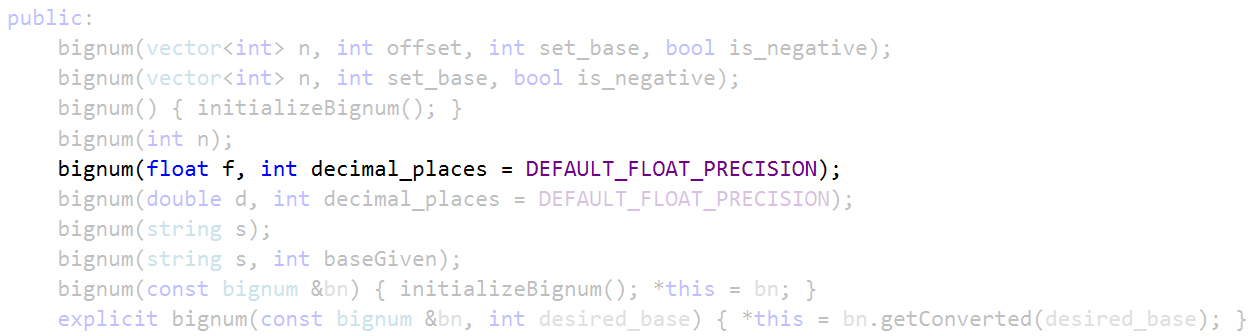 public:
    bignum(vector<int> n, int offset, int set_base, bool is_negative);
    bignum(vector<int> n, int set_base, bool is_negative);
    bignum() { initializeBignum(); }
    bignum(int n);
    bignum(float f, int decimal_places = DEFAULT_FLOAT_PRECISION);
    bignum(double d, int decimal_places = DEFAULT_FLOAT_PRECISION);
    bignum(string s);
    bignum(string s, int baseGiven);
    bignum(const bignum &bn) { initializeBignum(); *this = bn; }
    explicit bignum(const bignum &bn, int desired_base) { *this = bn.getConverted(desired_base); }